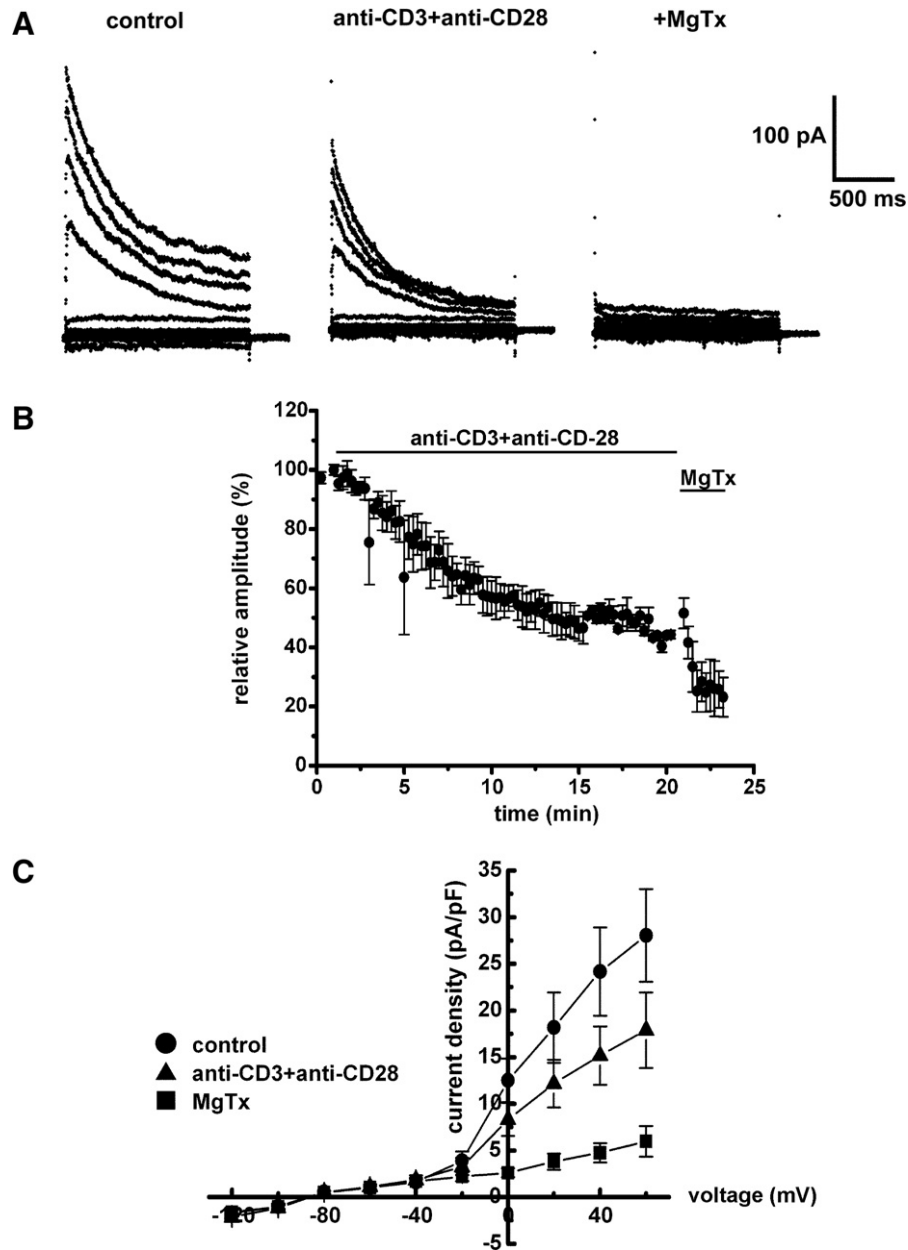 A
control
anti-CD3+anti-CD28
+MgTx
100 pA
500 ms
B
120
100
80
60
40
20
0
relative amplitude (%)
anti-CD3+anti-CD-28
MgTx
0 5 10 15 20 25
time (min)
C
35
30
25
20
15
10
5
0
-5
current density (pA/pF)
control
anti-CD3+anti-CD28
MgTx
-120 -80 -40 0 40
voltage (mV)